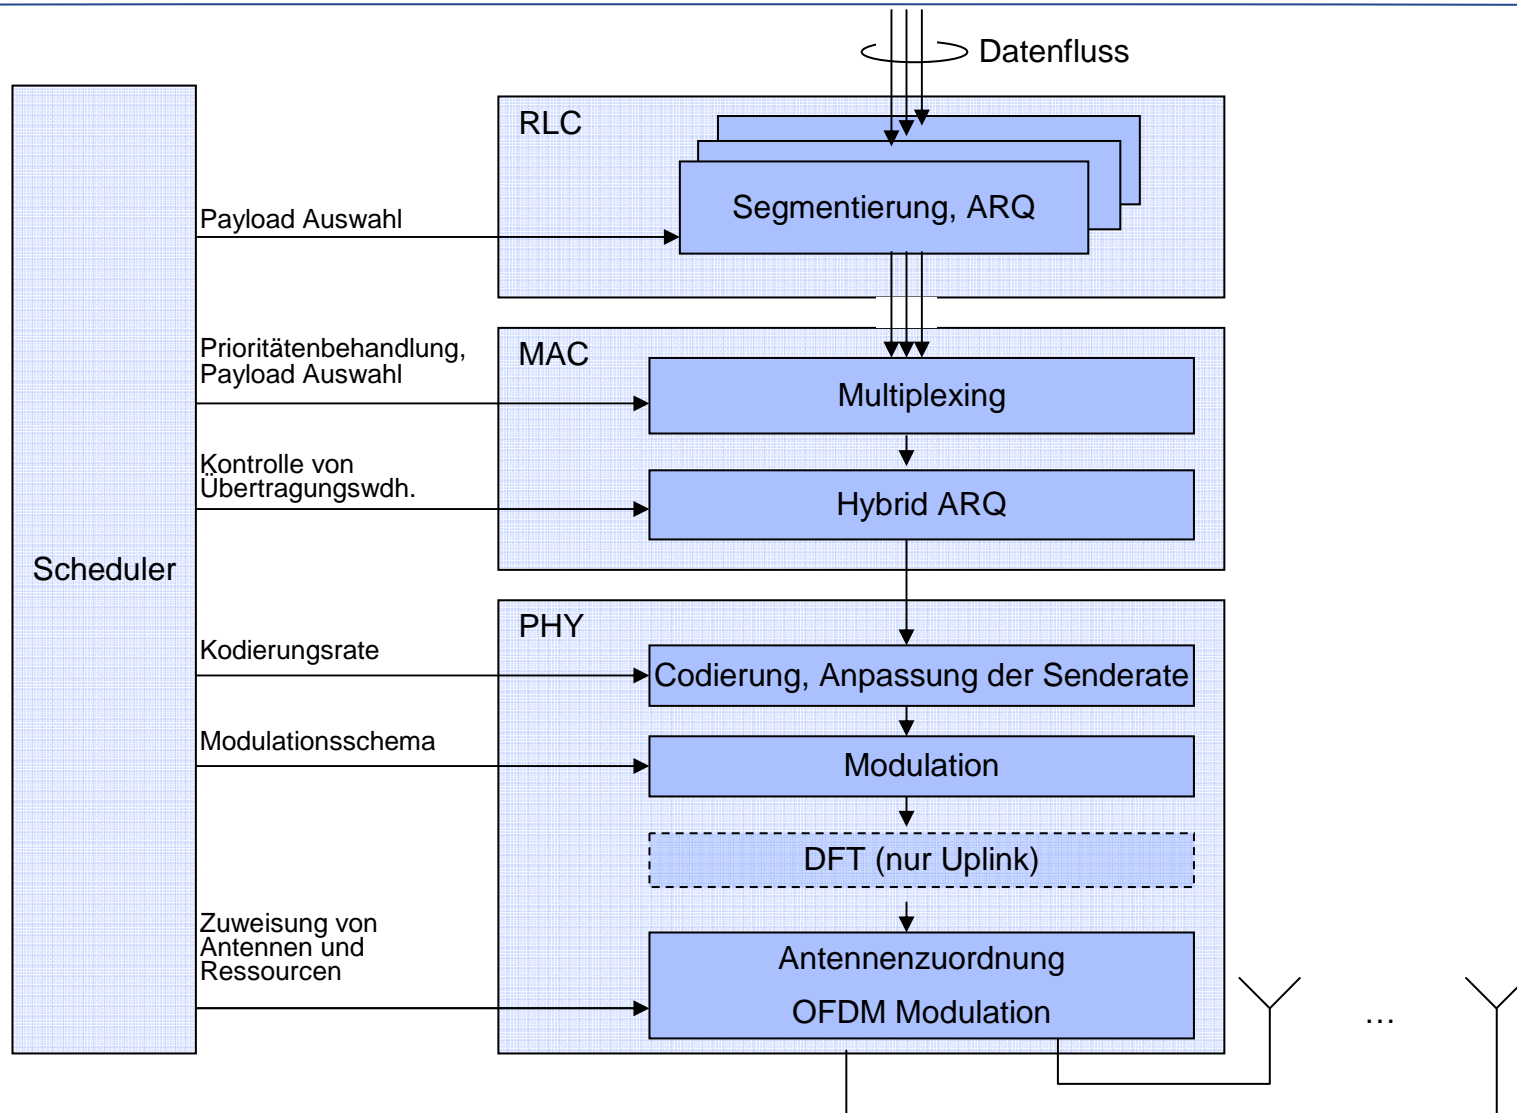 Datenfluss
RLC
Segmentierung, ARQ
Payload Auswahl
MAC
Prioritätenbehandlung,
Payload Auswahl
Multiplexing
Kontrolle von
Übertragungswdh.
Hybrid ARQ
Scheduler
PHY
Kodierungsrate
Codierung, Anpassung der Senderate
Modulationsschema
Modulation
DFT (nur Uplink)
Zuweisung von
Antennen und
Ressourcen
Antennenzuordnung
OFDM Modulation
…